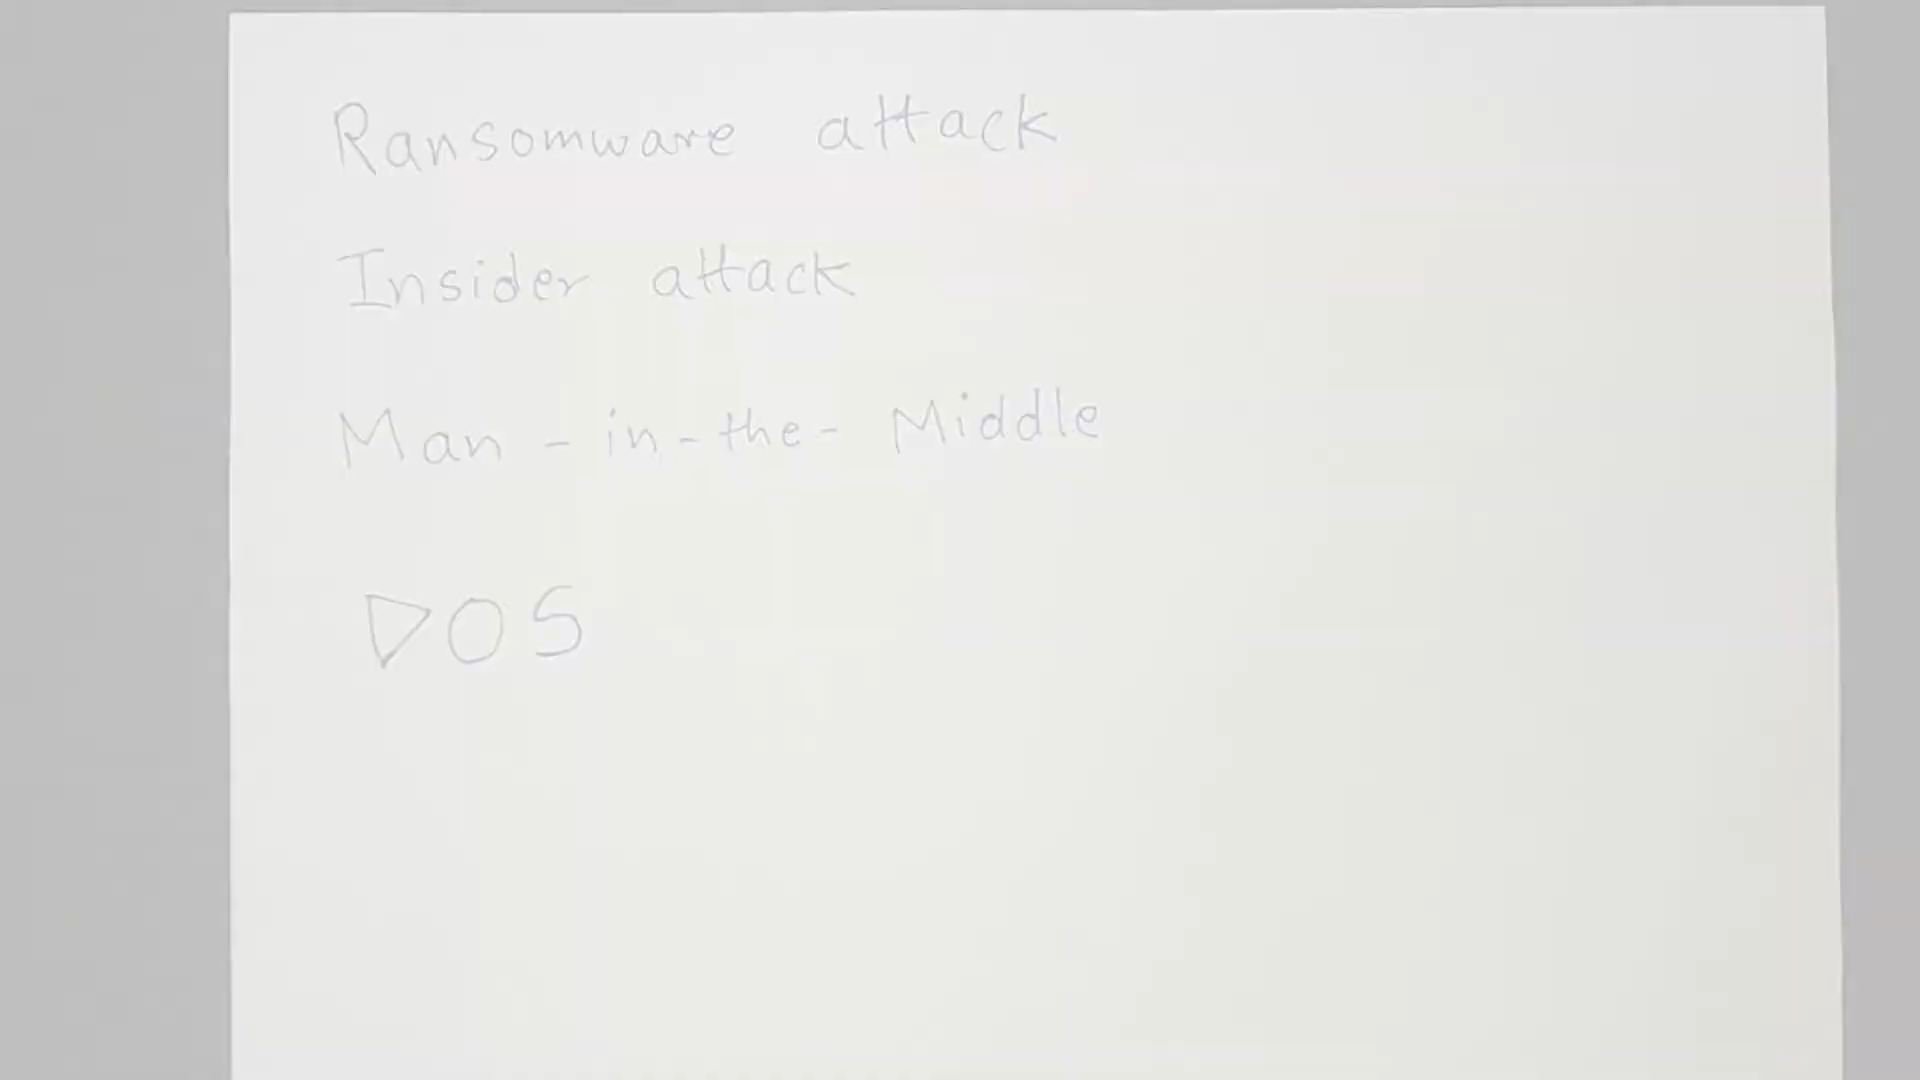 Ransomware attack
Insider attack
Man-in-the-Middle
DOS